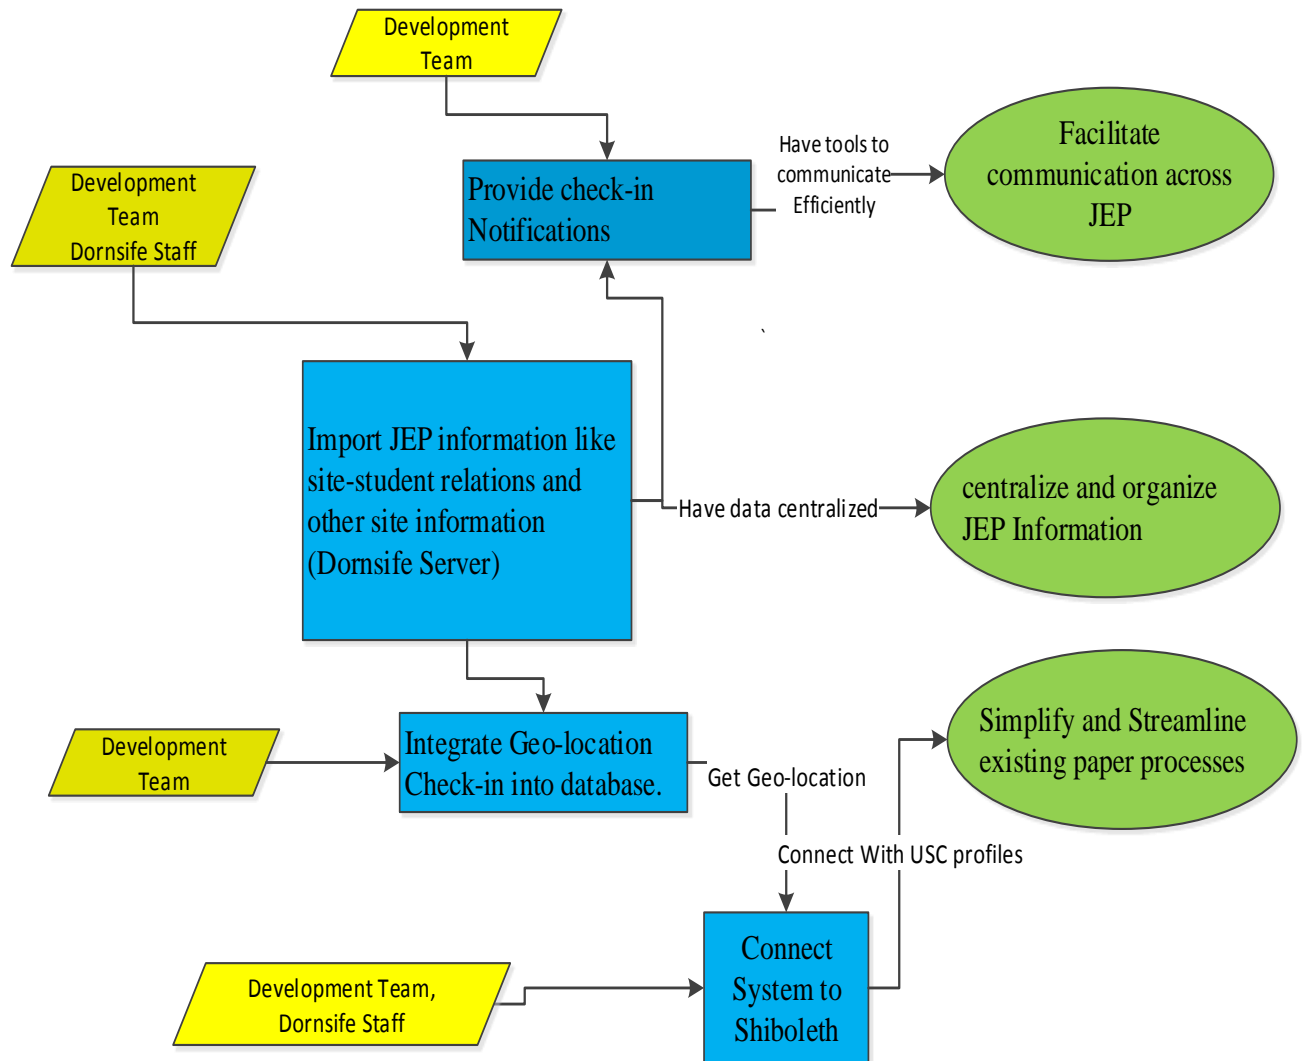 Development
Team
Development
Team
Dornsife Staff
Provide check-in
Notifications
Have tools to
communicate
Efficiently
Facilitate
communication across
JEP
`
Import JEP information like
site-student relations and
other site information
(Dornsife Server)
Have data centralized
centralize and organize
JEP Information
Development
Team
Integrate Geo-location
Check-in into database.
Get Geo-location
Simplify and Streamline
existing paper processes
Connect With USC profiles
Development Team,
Dornsife Staff
Connect
System to
Shiboleth